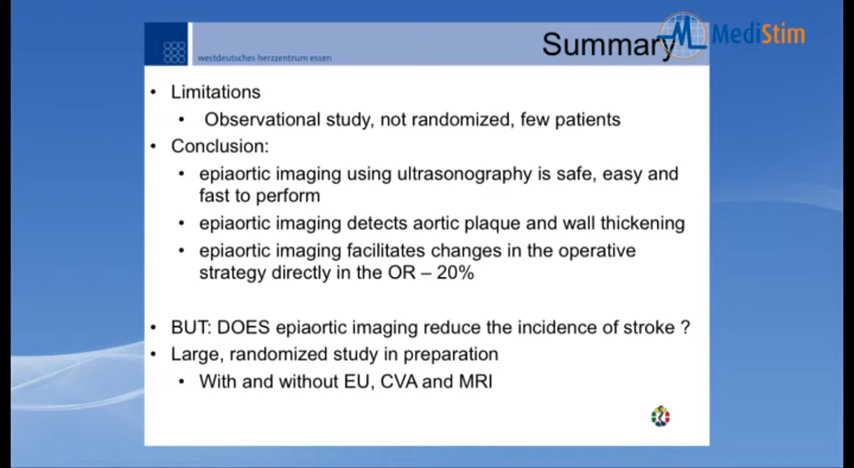 Summary
MediStim
westdeutsches herzzentrum essen
• Limitations
• Observational study, not randomized, few patients
• Conclusion:
• epiaortic imaging using ultrasonography is safe, easy and
fast to perform
• epiaortic imaging detects aortic plaque and wall thickening
• epiaortic imaging facilitates changes in the operative
strategy directly in the OR – 20%
• BUT: DOES epiaortic imaging reduce the incidence of stroke ?
• Large, randomized study in preparation
• With and without EU, CVA and MRI